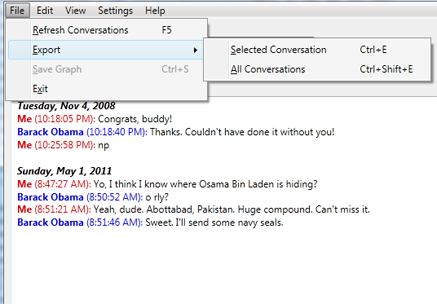 File Edit View Settings Help
Refresh Conversations F5
Export
Selected Conversation Ctrl+E
Save Graph Ctrl+S
All Conversations Ctrl+Shift+E
Exit
Tuesday, Nov 4, 2008
Me (10:18:05 PM): Congrats, buddy!
Barack Obama (10:18:40 PM): Thanks. Couldn't have done it without you!
Me (10:25:58 PM): np
Sunday, May 1, 2011
Me (8:47:27 AM): Yo, I think I know where Osama Bin Laden is hiding?
Barack Obama (8:50:52 AM): o rly?
Me (8:51:21 AM): Yeah, dude. Abottabad, Pakistan. Huge compound. Can't miss it.
Barack Obama (8:51:46 AM): Sweet. I'll send some navy seals.